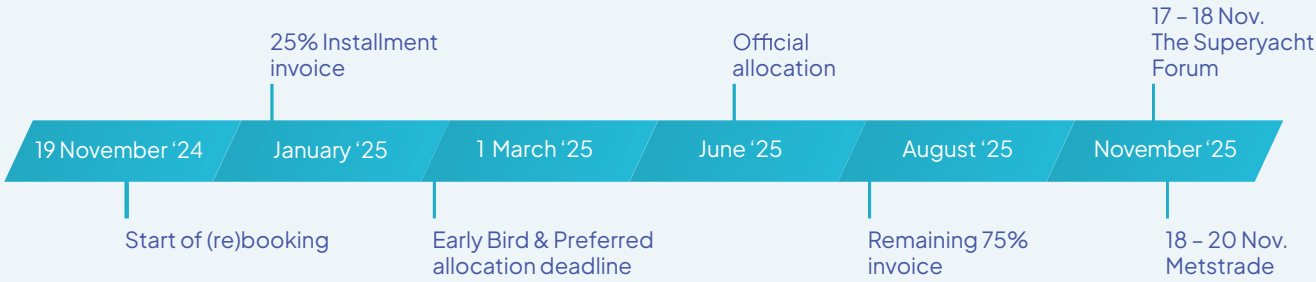 17 – 18 Nov.
The Superyacht
Forum
25% Installment
invoice
Official
allocation
19 November ‘24
January ‘25
1 March ‘25
June ‘25
August ‘25
November ‘25
Start of (re)booking
Early Bird & Preferred
allocation deadline
Remaining 75%
invoice
18 – 20 Nov.
Metstrade